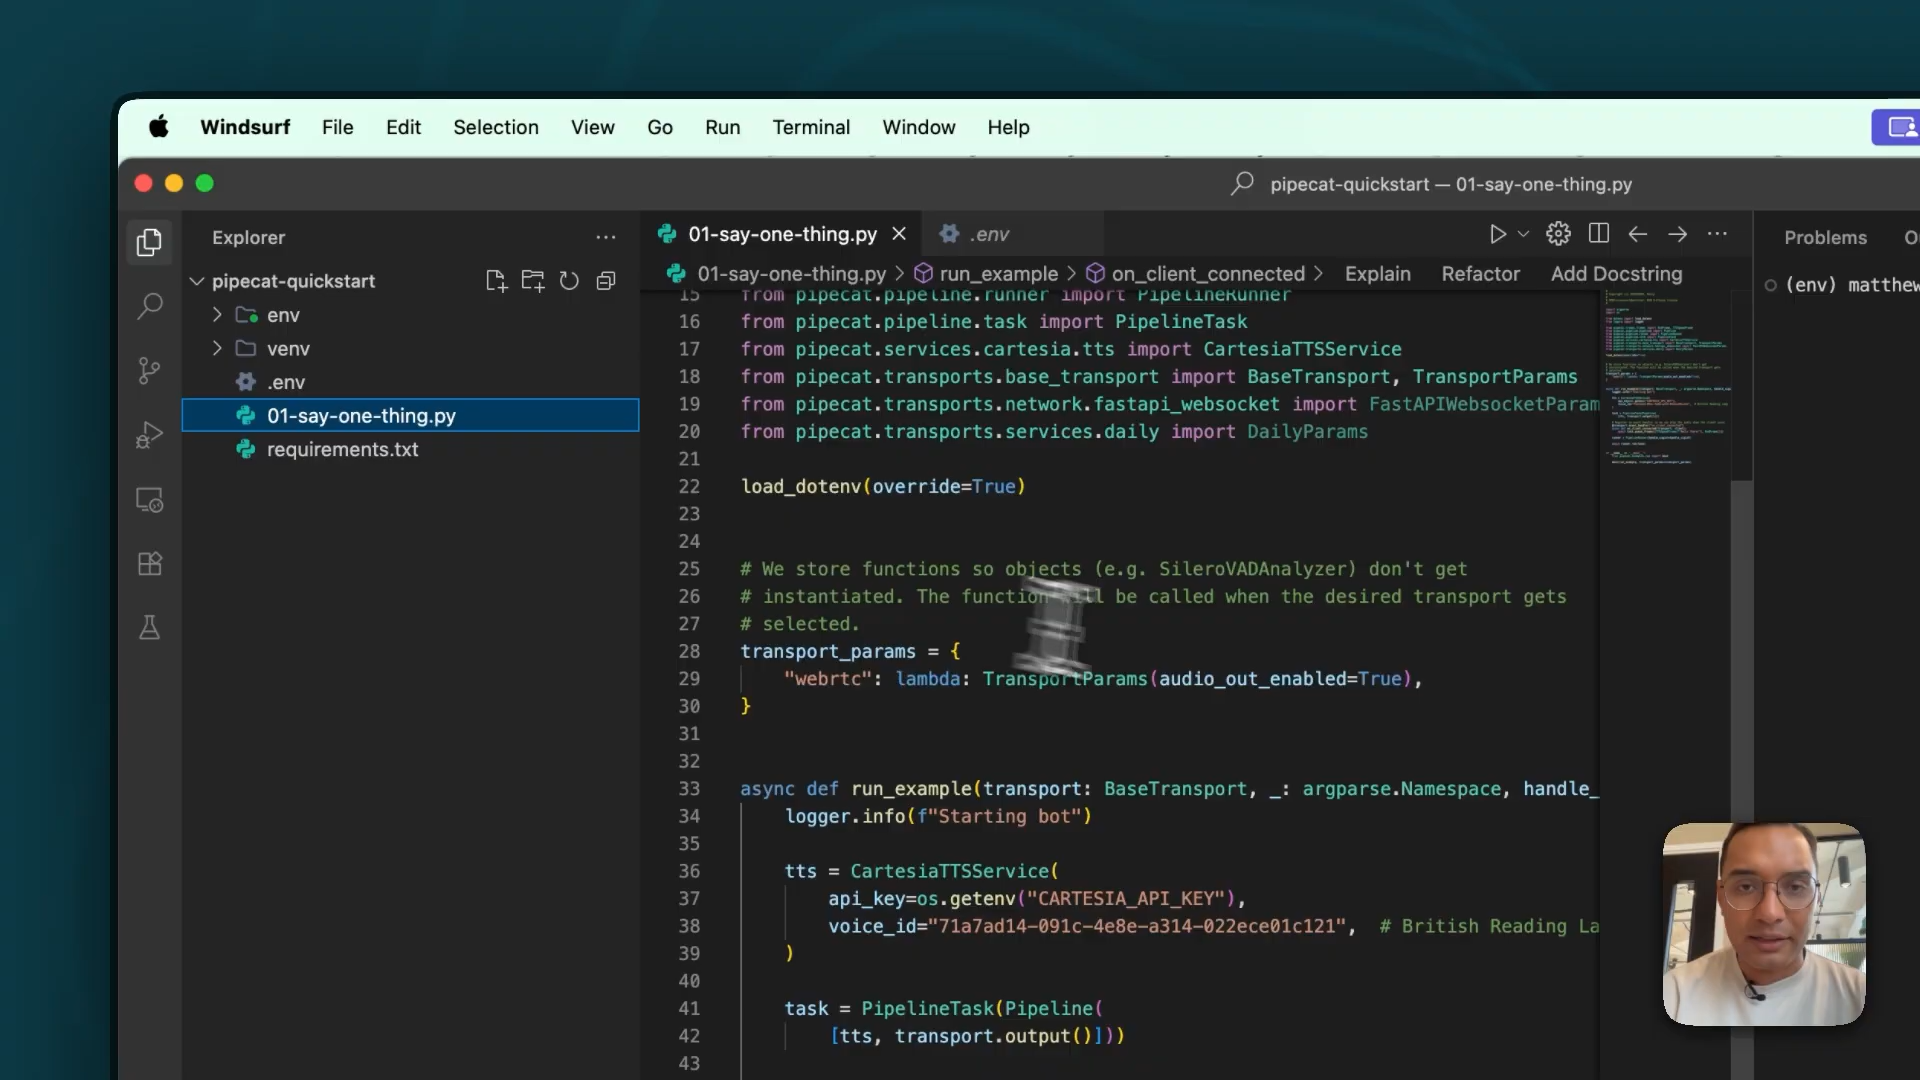 Windsurf File Edit Selection View Go Run Terminal Window Help
pipecat-quickstart — 01-say-one-thing.py
Explorer
pipecat-quickstart
env
venv
.env
01-say-one-thing.py
requirements.txt
01-say-one-thing.py
.env
01-say-one-thing.py > run_example > on_client_connected > Explain Refactor Add Docstring
15 from pipecat.pipeline.runner import PipelineRunner
16 from pipecat.pipeline.task import PipelineTask
17 from pipecat.services.cartesia.tts import CartesiaTTSService
18 from pipecat.transports.base_transport import BaseTransport, TransportParams
19 from pipecat.transports.network.fastapi_websocket import FastAPIWebsocketParam
20 from pipecat.transports.services.daily import DailyParams
21
22 load_dotenv(override=True)
23
24
25 # We store functions so objects (e.g. SileroVADAnalyzer) don't get
26 # instantiated. The function will be called when the desired transport gets
27 # selected.
28 transport_params = {
29 "webrtc": lambda: TransportParams(audio_out_enabled=True),
30 }
31
32
33 async def run_example(transport: BaseTransport, _: argparse.Namespace, handle_
34 logger.info(f"Starting bot")
35
36 tts = CartesiaTTSService(
37 api_key=os.getenv("CARTESIA_API_KEY"),
38 voice_id="71a7ad14-091c-4e8e-a314-022ece01c121", # British Reading La
39 )
40
41 task = PipelineTask(Pipeline(
42 [tts, transport.output()]))
43
Problems
(env) matthew